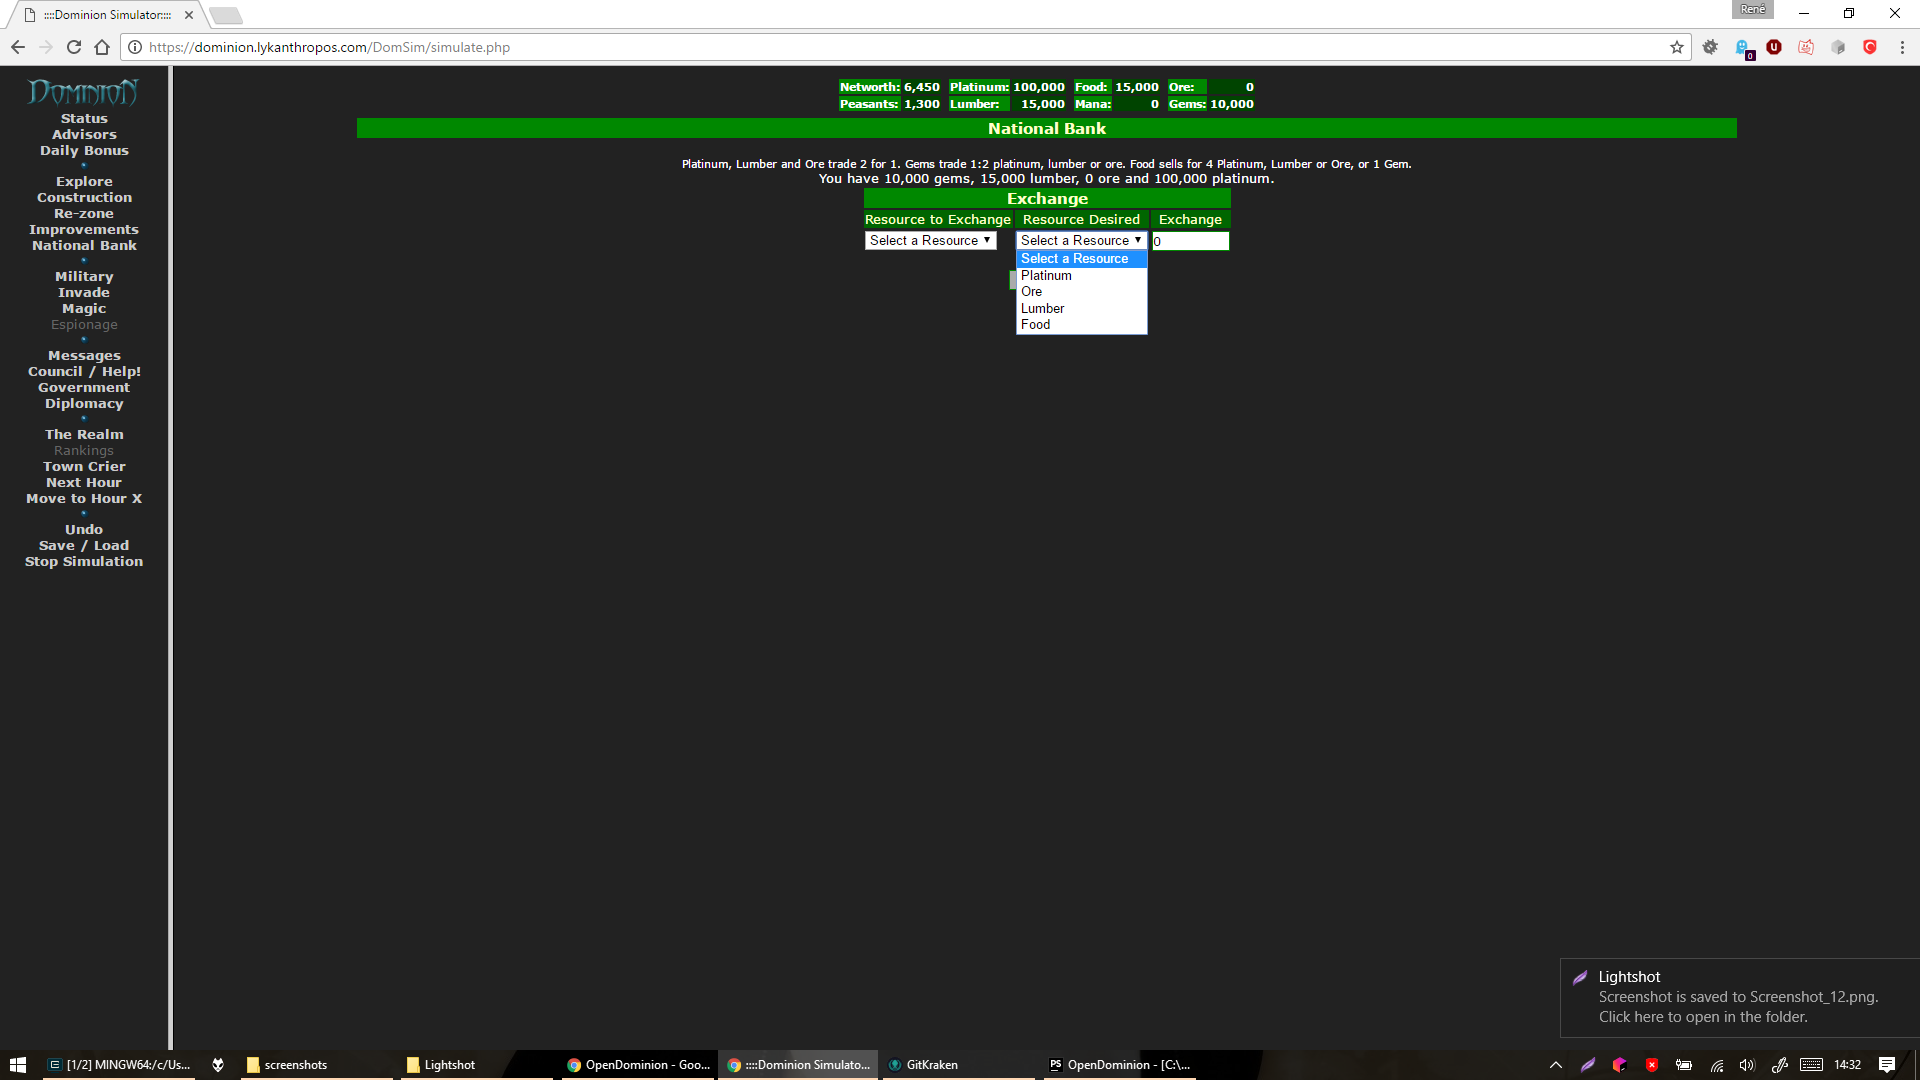 ::::Dominion Simulator::::
René
https://dominion.lykanthropos.com/DomSim/simulate.php
0
DOMINION
Status
Advisors
Daily Bonus
Explore
Construction
Re-zone
Improvements
National Bank
Military
Invade
Magic
Espionage
Messages
Council / Help!
Government
Diplomacy
The Realm
Rankings
Town Crier
Next Hour
Move to Hour X
Undo
Save / Load
Stop Simulation
Networth: 6,450 Platinum: 100,000 Food: 15,000 Ore: 0
Peasants: 1,300 Lumber: 15,000 Mana: 0 Gems: 10,000
National Bank
Platinum, Lumber and Ore trade 2 for 1. Gems trade 1:2 platinum, lumber or ore. Food sells for 4 Platinum, Lumber or Ore, or 1 Gem.
You have 10,000 gems, 15,000 lumber, 0 ore and 100,000 platinum.
Exchange
Resource to Exchange Resource Desired Exchange
Select a Resource Select a Resource 0
Select a Resource
Platinum
Ore
Lumber
Food
Lightshot
Screenshot is saved to Screenshot_12.png.
Click here to open in the folder.
[1/2] MINGW64:/c/Us... screenshots Lightshot OpenDominion - Goo... ::::Dominion Simulato... GitKraken PS OpenDominion - [C:\... 14:32